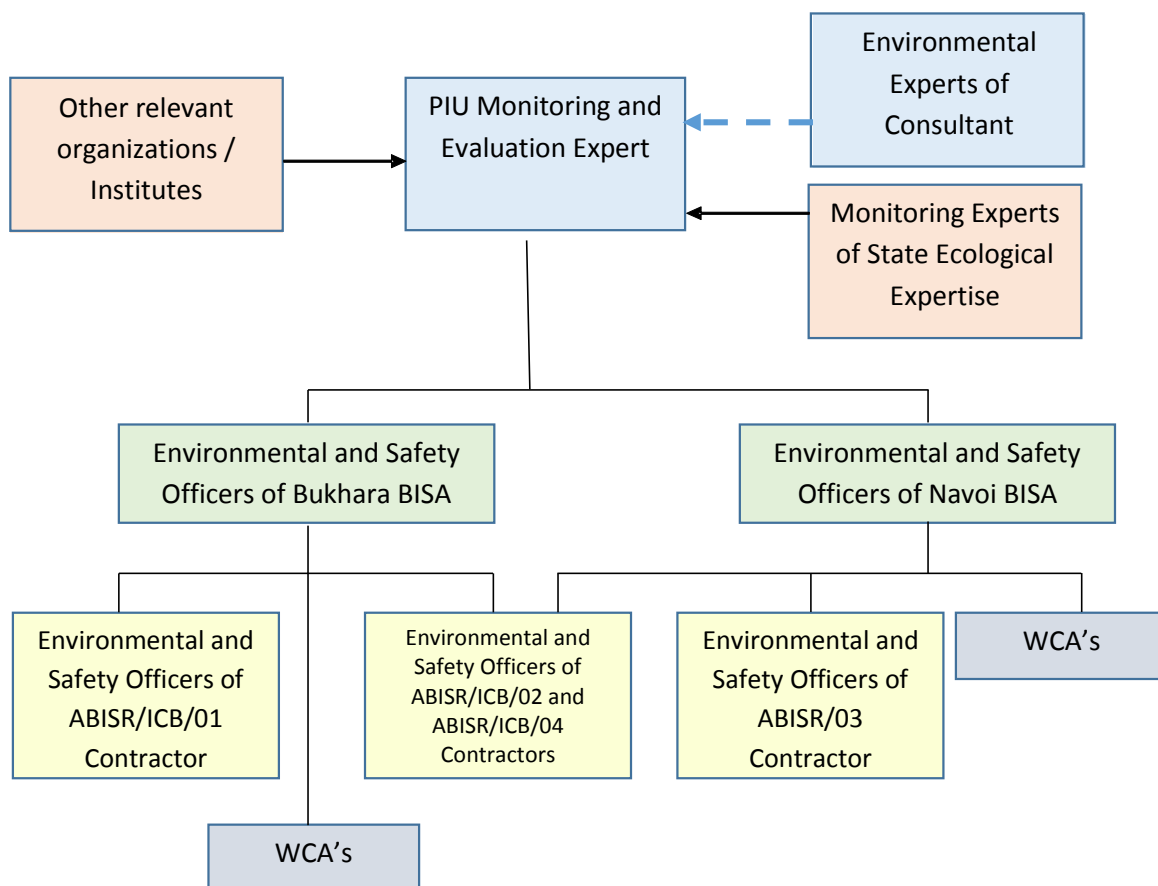 Other relevant
organizations /
Institutes
PIU Monitoring and
Evaluation Expert
Environmental
Experts of
Consultant
Monitoring Experts
of State Ecological
Expertise
Environmental and Safety
Officers of Bukhara BISA
Environmental and Safety
Officers of Navoi BISA
Environmental and
Safety Officers of
ABISR/ICB/01
Contractor
Environmental and
Safety Officers of
ABISR/ICB/02 and
ABISR/ICB/04
Contractors
Environmental and
Safety Officers of
ABISR/03
Contractor
WCA’s
WCA’s